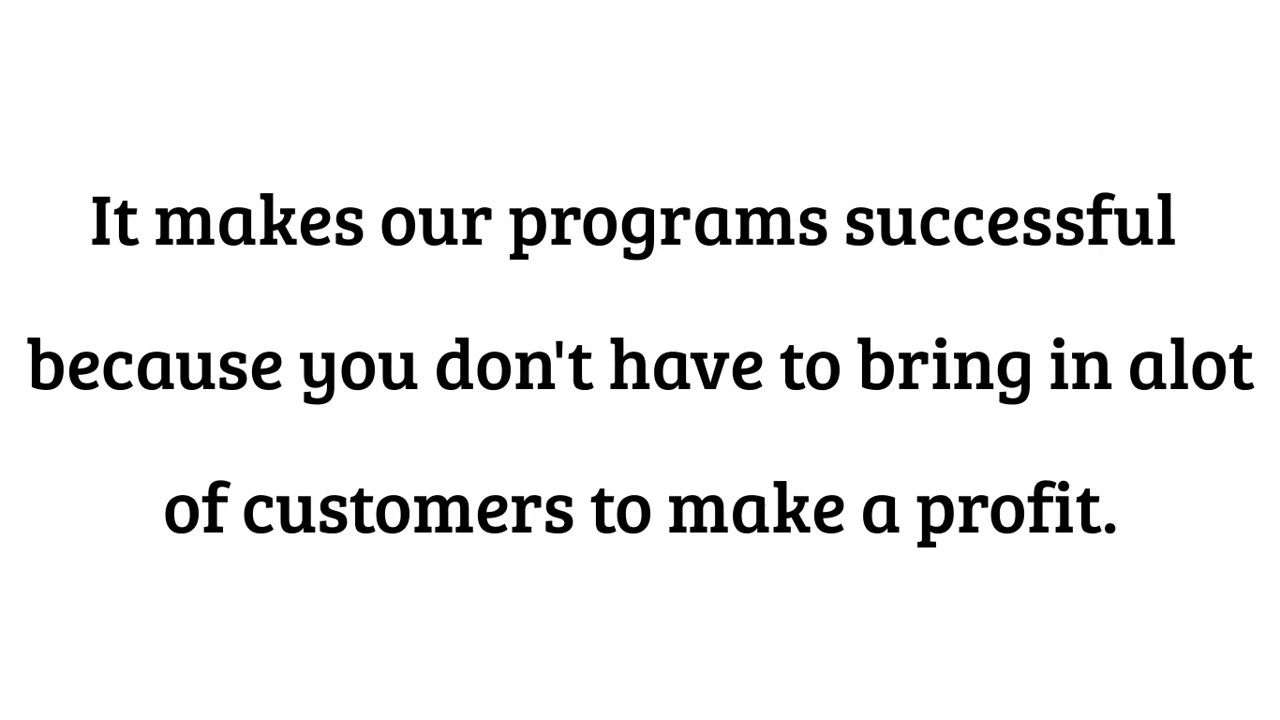 It makes our programs successful
because you don't have to bring in alot
of customers to make a profit.